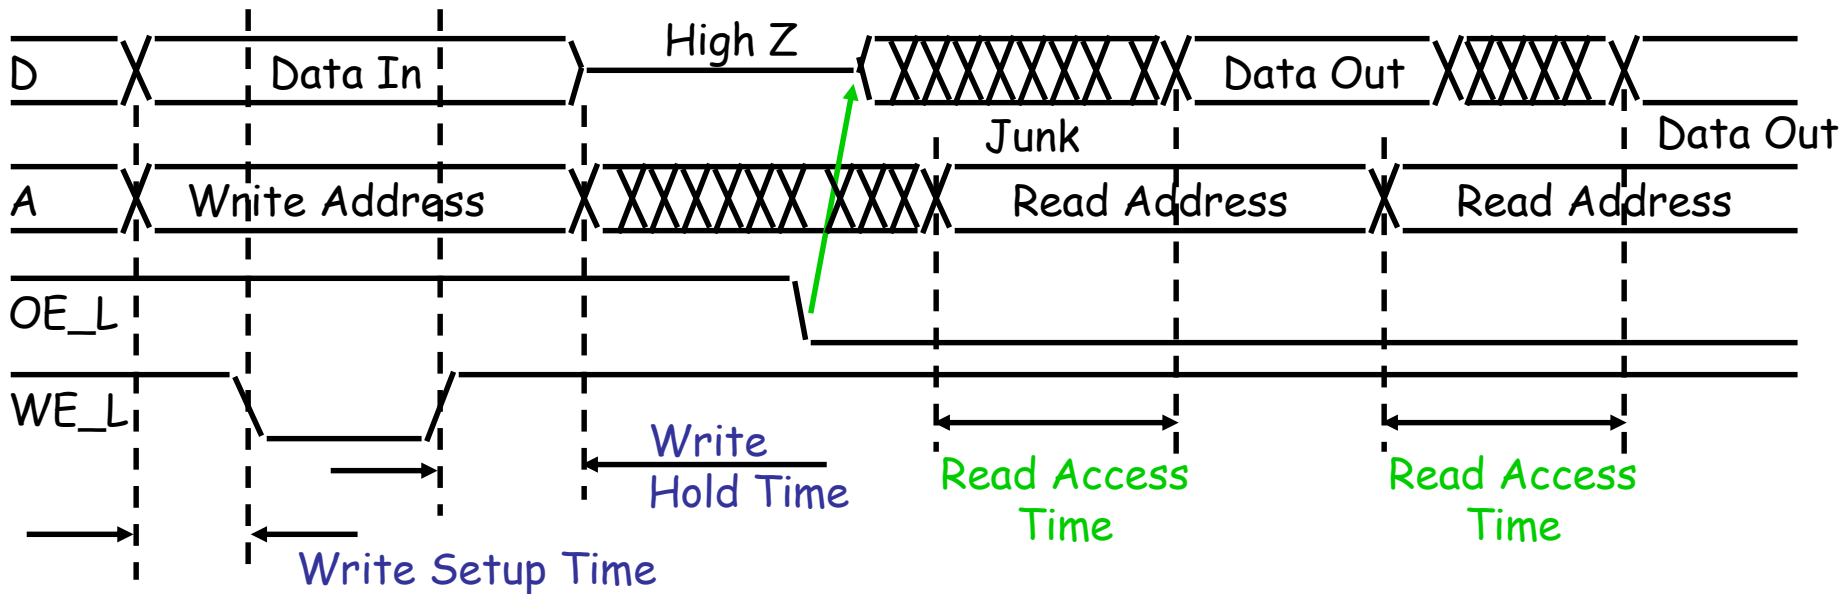 High Z
D
Data In
Data Out
Junk
Data Out
A
Write Address
Read Address
Read Address
OE_L
WE_L
Write
Hold Time
Read Access
Time
Read Access
Time
Write Setup Time